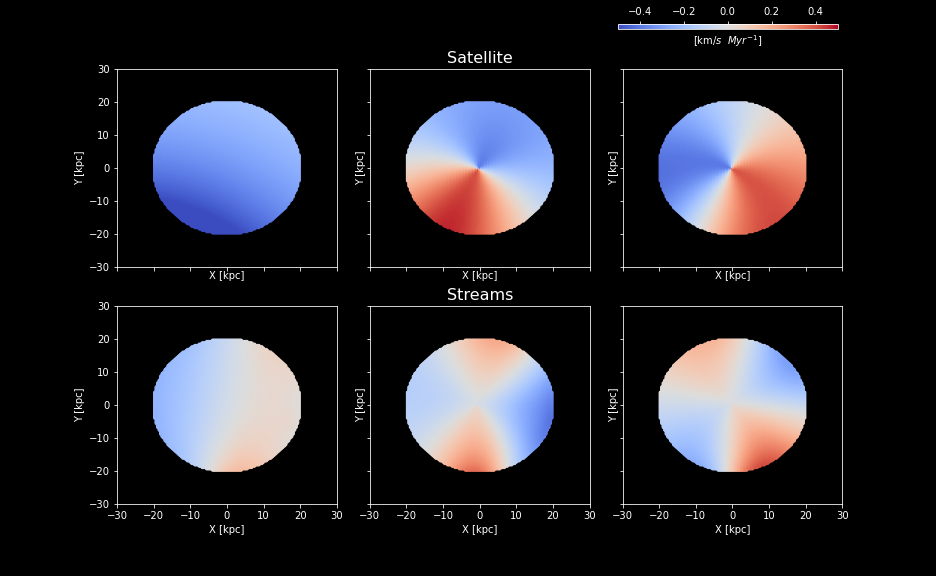 −0.4 −0.2 0.0 0.2 0.4
[km/s Myr⁻¹]
Satellite
30
20
10
0
−10
−20
−30
Y [kpc]
Y [kpc]
Y [kpc]
X [kpc] X [kpc] X [kpc]
Streams
30
20
10
0
−10
−20
−30
Y [kpc]
Y [kpc]
Y [kpc]
−30 −20 −10 0 10 20 30 −30 −20 −10 0 10 20 30 −30 −20 −10 0 10 20 30
X [kpc] X [kpc] X [kpc]